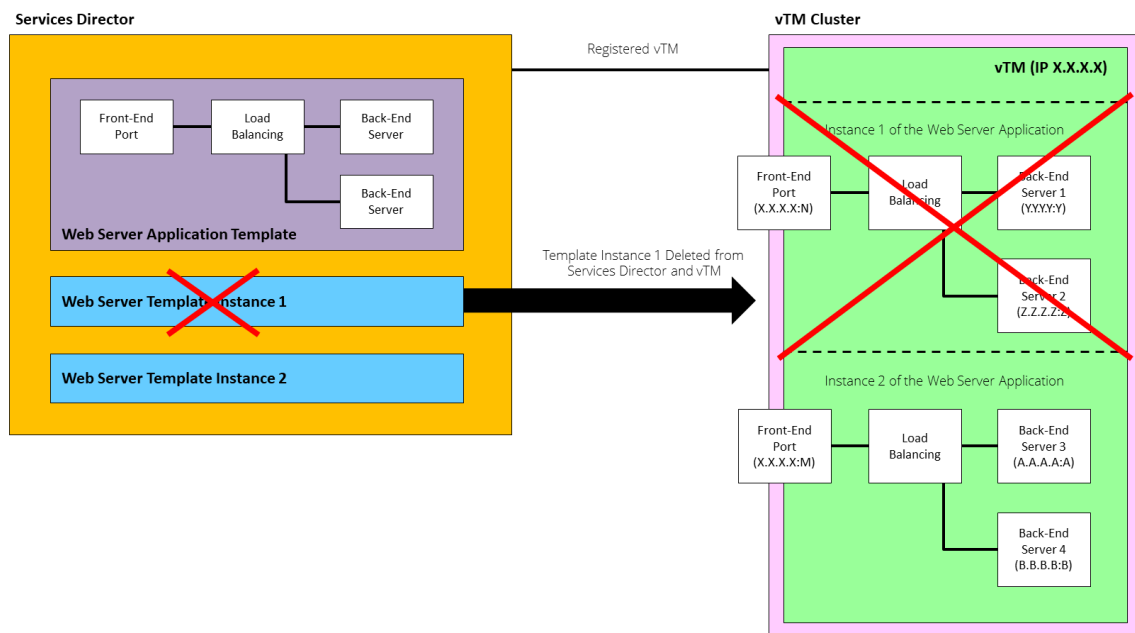 Services Director
Front-End
Port
Load
Balancing
Back-End
Server
Back-End
Server
Web Server Application Template
Web Server Template Instance 1
Web Server Template Instance 2
Registered vTM
Template Instance 1 Deleted from
Services Director and vTM
vTM Cluster
vTM (IP X.X.X.X)
Instance 1 of the Web Server Application
Front-End
Port
(X.X.X.X:N)
Load
Balancing
Back-End
Server 1
(Y.Y.Y.Y:Y)
Back-End
Server 2
(Z.Z.Z.Z:Z)
Instance 2 of the Web Server Application
Front-End
Port
(X.X.X.X:M)
Load
Balancing
Back-End
Server 3
(A.A.A.A:A)
Back-End
Server 4
(B.B.B.B:B)